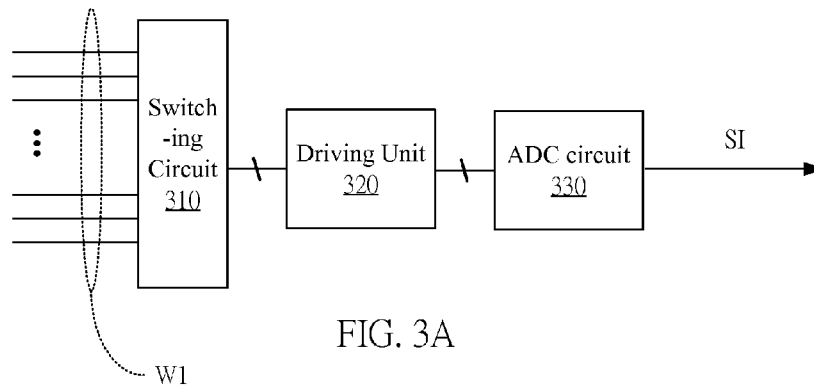 Switch
-ing
Circuit
310
Driving Unit
320
ADC circuit
330
SI
FIG. 3A
W1